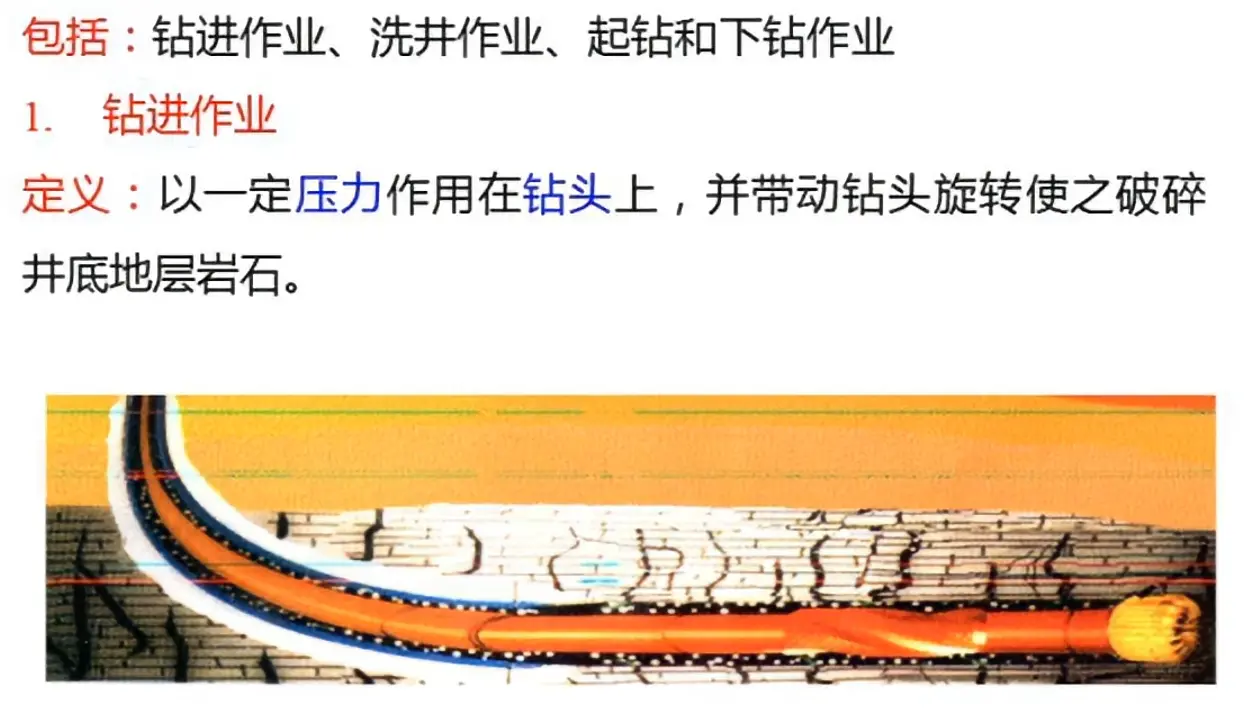 包括：钻进作业、洗井作业、起钻和下钻作业
1. 钻进作业
定义：以一定压力作用在钻头上，并带动钻头旋转使之破碎
井底地层岩石。